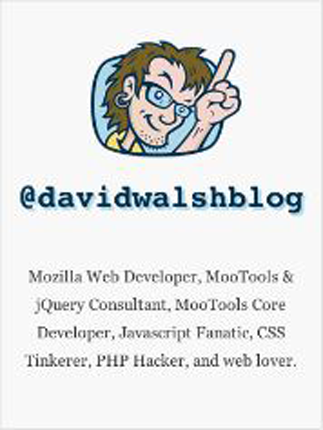 @davidwalshblog
Mozilla Web Developer, MooTools &
jQuery Consultant, MooTools Core
Developer, Javascript Fanatic, CSS
Tinkerer, PHP Hacker, and web lover.